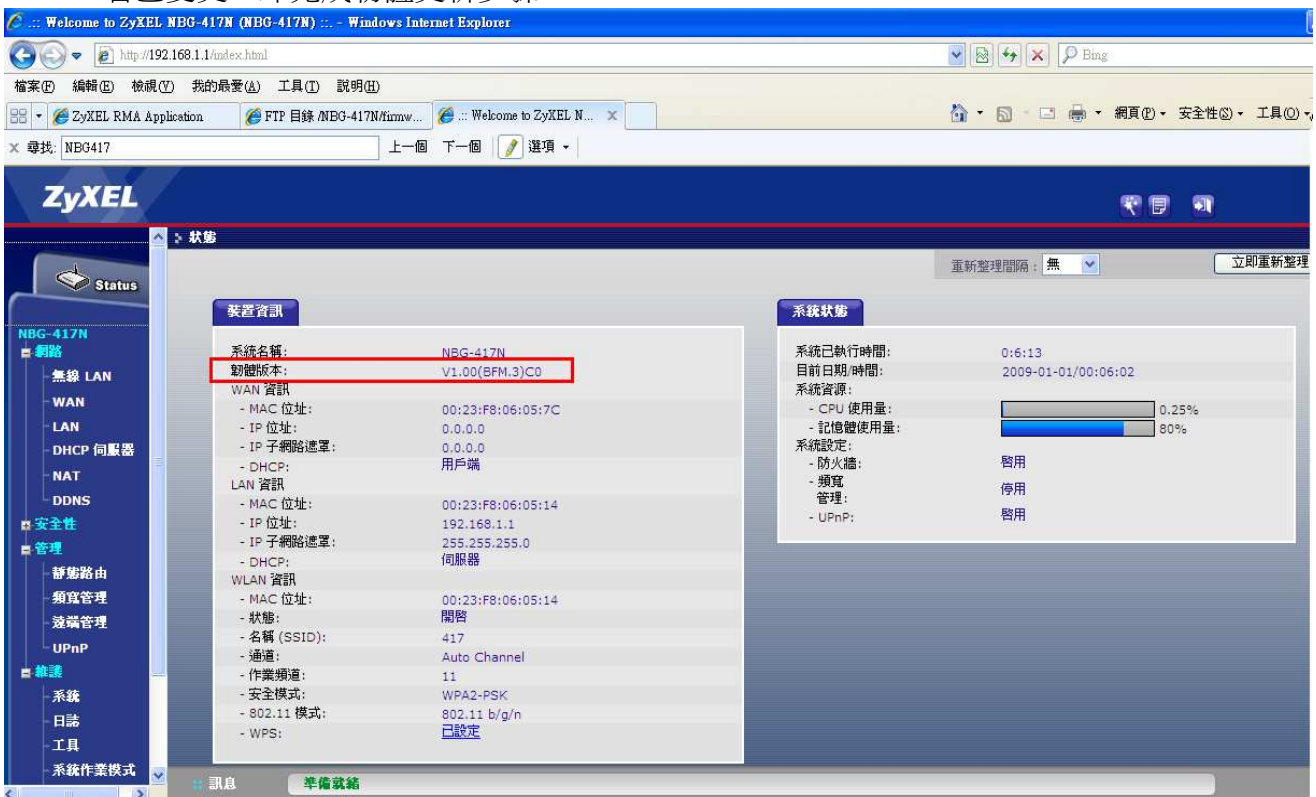 .:: Welcome to ZyXEL NBG-417N (NBG-417N) ::. - Windows Internet Explorer
http://192.168.1.1/index.html
Bing
檔案(F) 編輯(E) 檢視(V) 我的最愛(A) 工具(T) 說明(H)
ZyXEL RMA Application
FTP 目錄 /NBG-417N/firmw...
.:: Welcome to ZyXEL N...
網頁(P) 安全性(S) 工具(O)
尋找: NBG417 上一個 下一個 選項
ZyXEL
狀態
重新整理間隔 : 無 立即重新整理
Status
NBG-417N
網路
無線 LAN
WAN
LAN
DHCP 伺服器
NAT
DDNS
安全性
管理
靜態路由
頻寬管理
遠端管理
UPnP
維護
系統
日誌
工具
系統作業模式
裝置資訊
系統名稱: NBG-417N
韌體版本: V1.00(BFM.3)C0
WAN 資訊
- MAC 位址: 00:23:F8:06:05:7C
- IP 位址: 0.0.0.0
- IP 子網路遮罩: 0.0.0.0
- DHCP: 用戶端
LAN 資訊
- MAC 位址: 00:23:F8:06:05:14
- IP 位址: 192.168.1.1
- IP 子網路遮罩: 255.255.255.0
- DHCP: 伺服器
WLAN 資訊
- MAC 位址: 00:23:F8:06:05:14
- 狀態: 開啓
- 名稱 (SSID): 417
- 通道: Auto Channel
- 作業頻道: 11
- 安全模式: WPA2-PSK
- 802.11 模式: 802.11 b/g/n
- WPS: 已設定
系統狀態
系統已執行時間: 0:6:13
目前日期/時間: 2009-01-01/00:06:02
系統資源:
- CPU 使用量: 0.25%
- 記憶體使用量: 80%
系統設定:
- 防火牆: 啓用
- 頻寬
管理: 停用
- UPnP: 啓用
:: 訊息 準備就緒